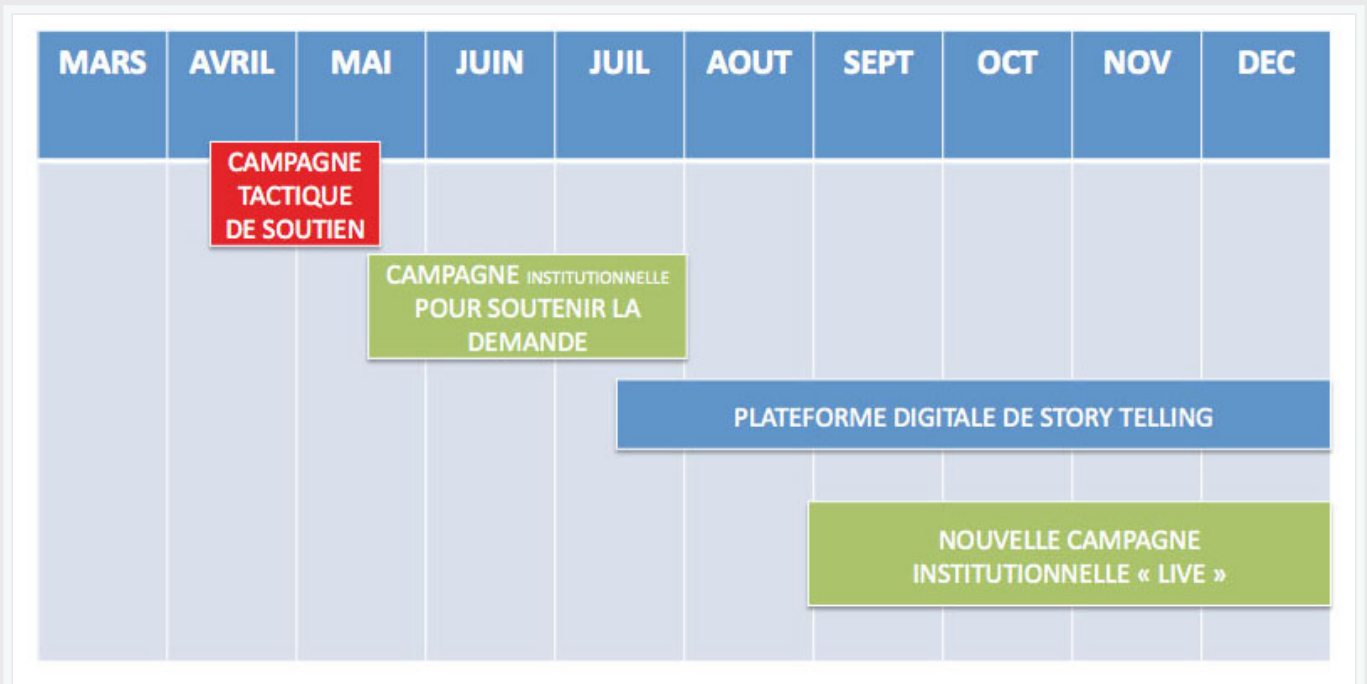 MARS AVRIL MAI JUIN JUIL AOUT SEPT OCT NOV DEC
CAMPAGNE
TACTIQUE
DE SOUTIEN
CAMPAGNE INSTITUTIONNELLE
POUR SOUTENIR LA
DEMANDE
PLATEFORME DIGITALE DE STORY TELLING
NOUVELLE CAMPAGNE
INSTITUTIONNELLE « LIVE »